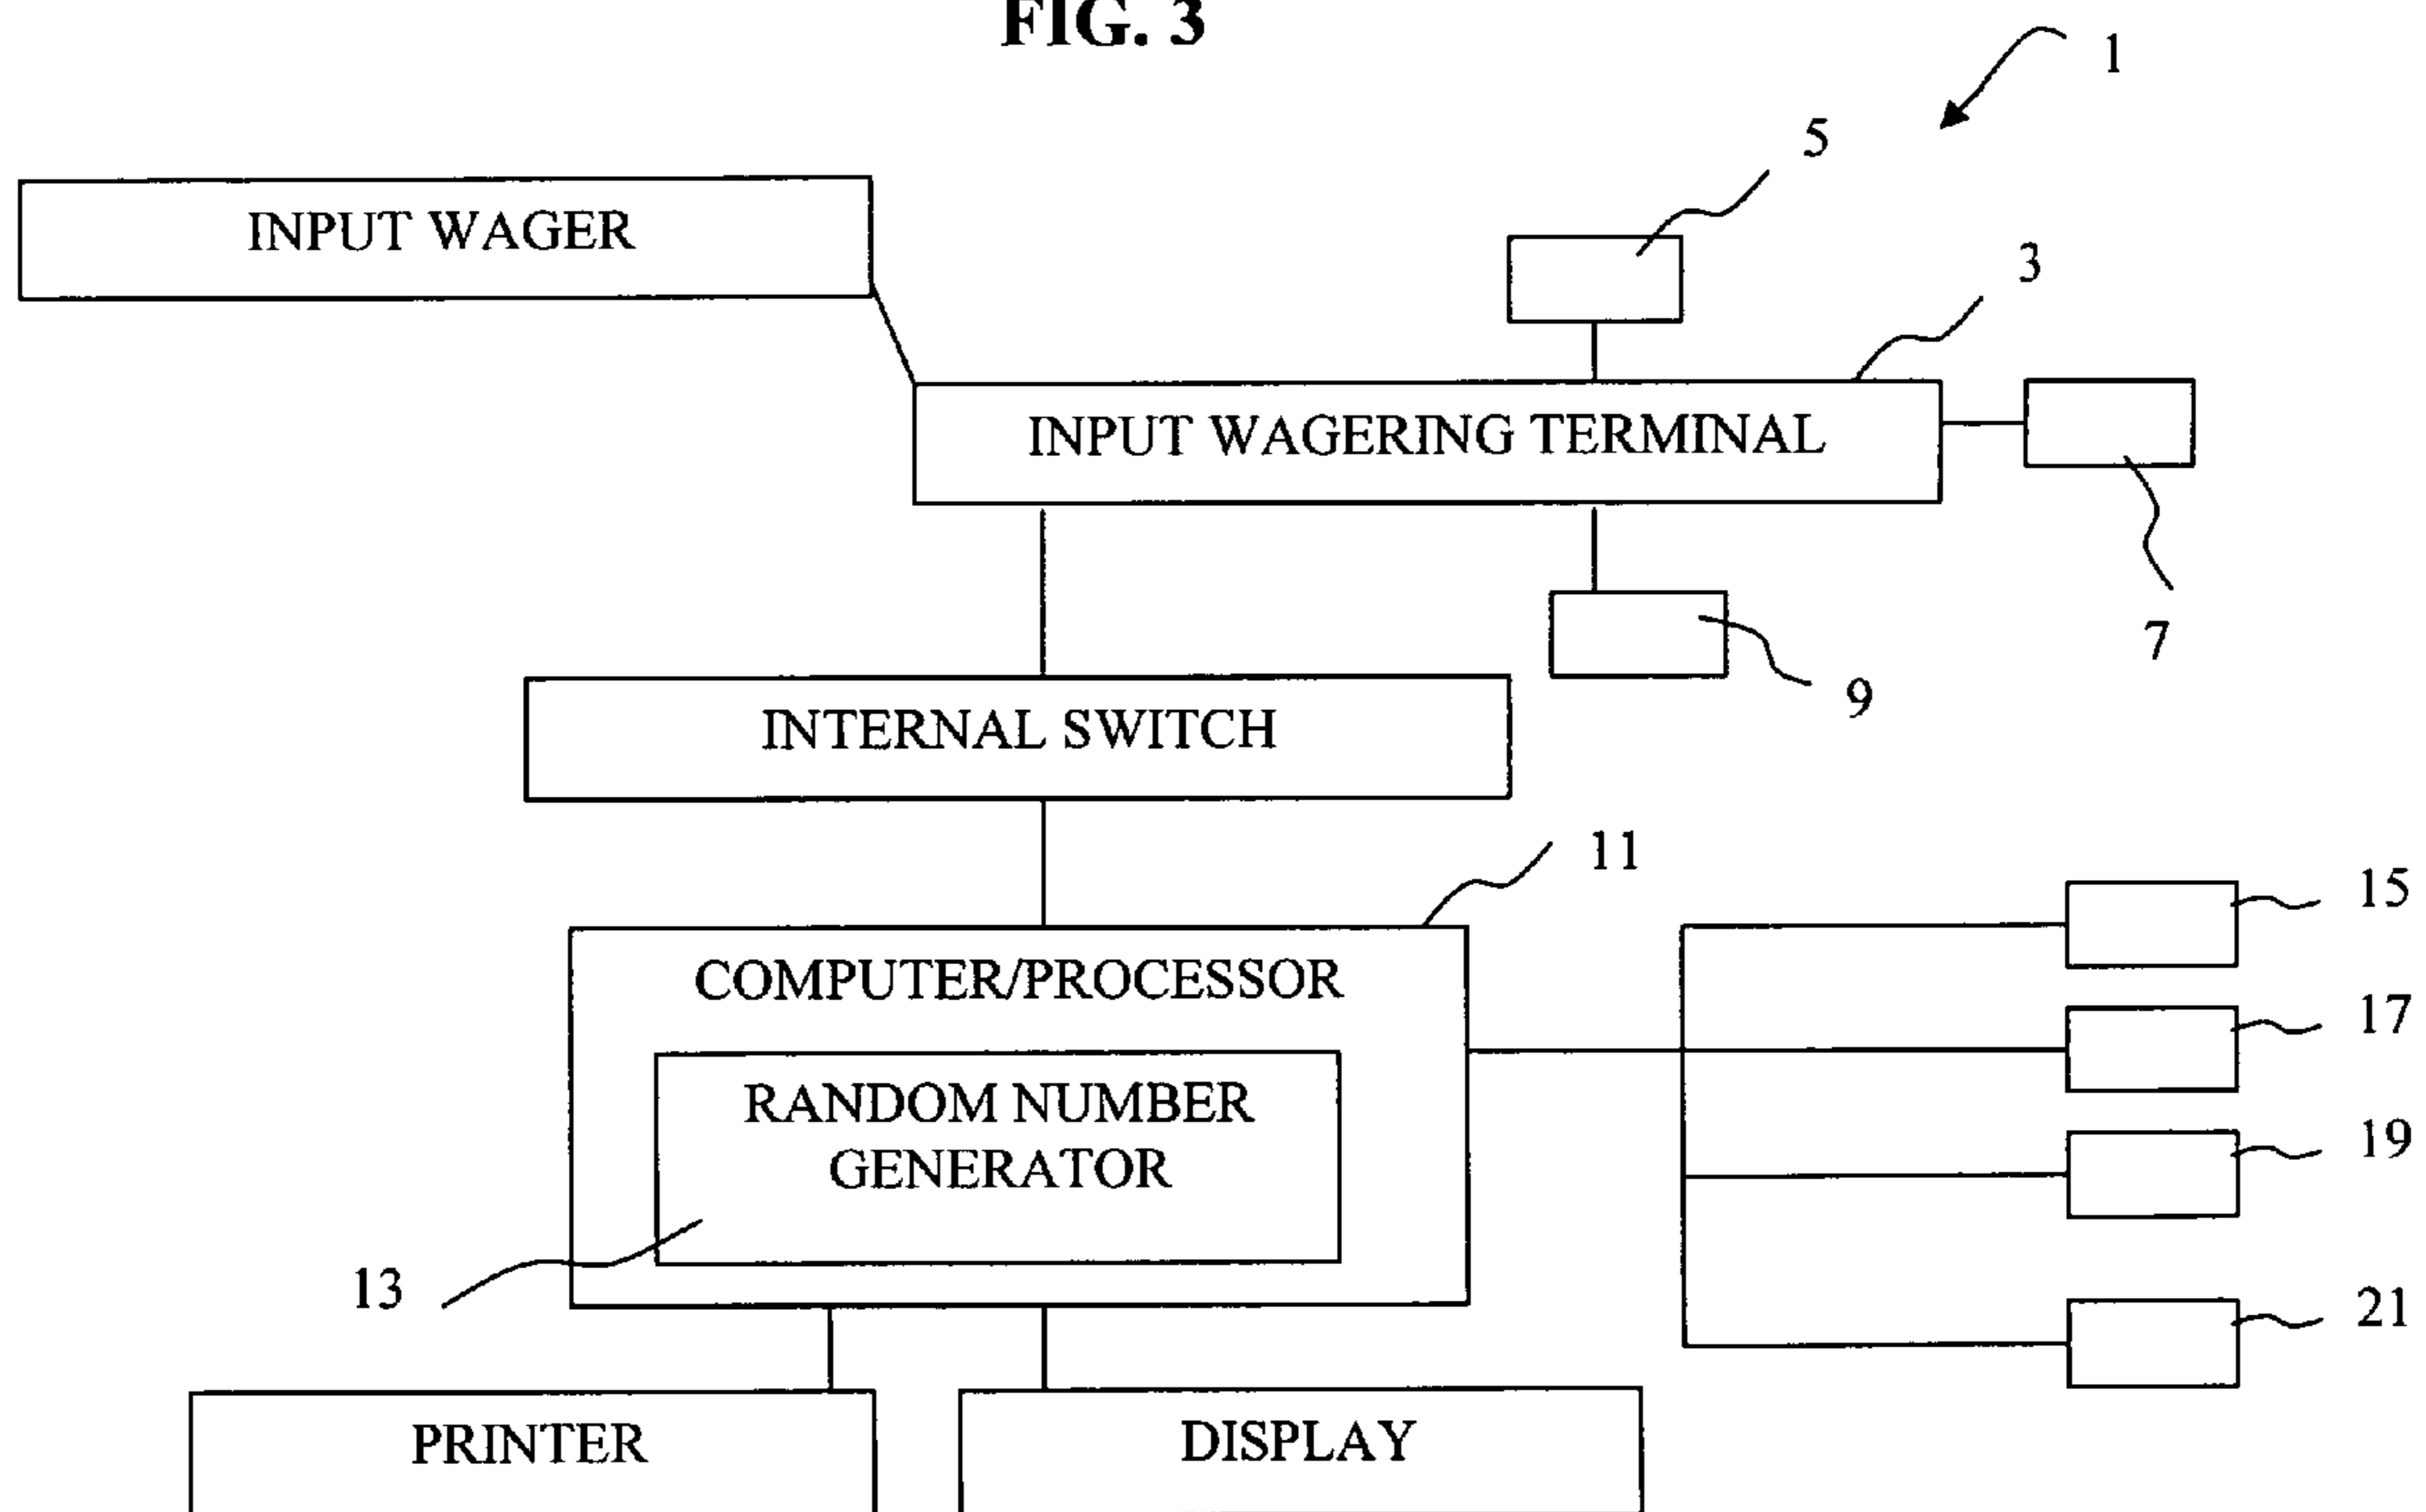 FIG. 3
1
5
INPUT WAGER
3
INPUT WAGERING TERMINAL
7
9
INTERNAL SWITCH
11
15
COMPUTER/PROCESSOR
17
RANDOM NUMBER
GENERATOR
19
13
21
PRINTER
DISPLAY